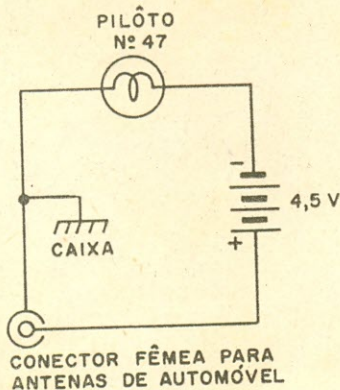 PILÔTO
Nº 47
-
4,5 V
+
CAIXA
CONECTOR FÊMEA PARA
ANTENAS DE AUTOMÓVEL